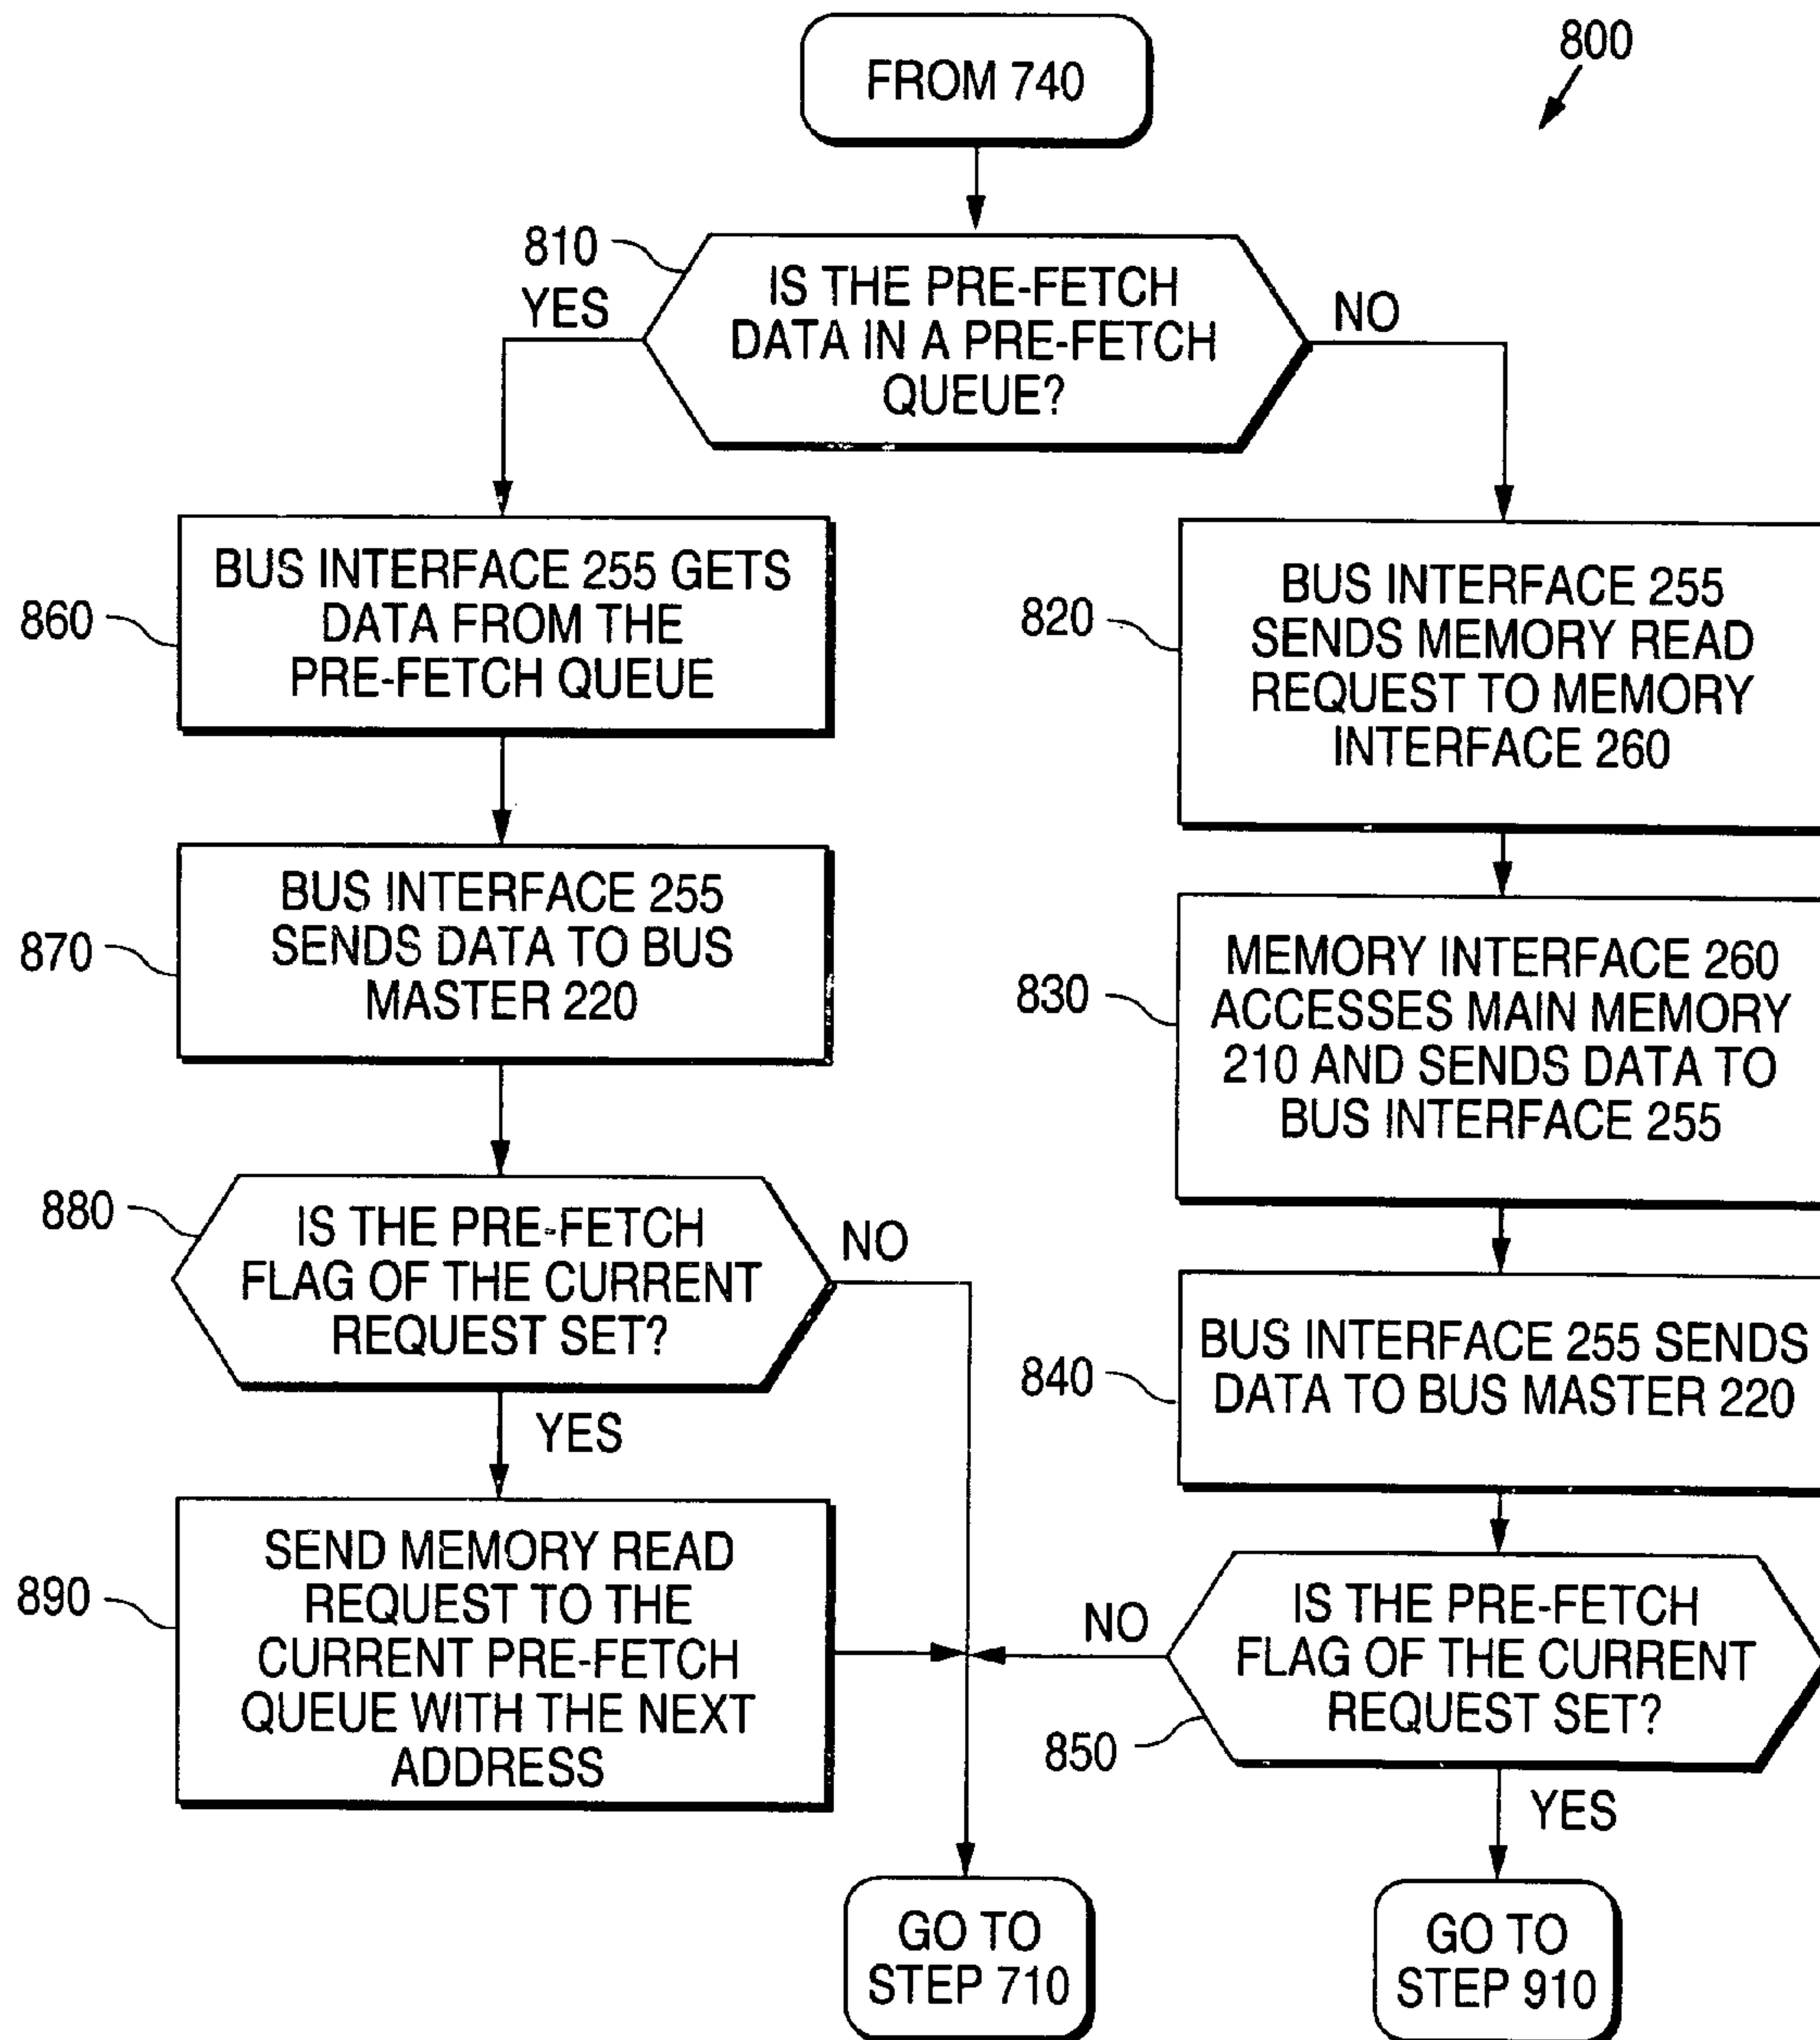 FROM 740
800
810
YES
IS THE PRE-FETCH
DATA IN A PRE-FETCH
QUEUE?
NO
860
BUS INTERFACE 255 GETS
DATA FROM THE
PRE-FETCH QUEUE
870
BUS INTERFACE 255
SENDS DATA TO BUS
MASTER 220
880
IS THE PRE-FETCH
FLAG OF THE CURRENT
REQUEST SET?
NO
YES
890
SEND MEMORY READ
REQUEST TO THE
CURRENT PRE-FETCH
QUEUE WITH THE NEXT
ADDRESS
820
BUS INTERFACE 255
SENDS MEMORY READ
REQUEST TO MEMORY
INTERFACE 260
830
MEMORY INTERFACE 260
ACCESSES MAIN MEMORY
210 AND SENDS DATA TO
BUS INTERFACE 255
840
BUS INTERFACE 255 SENDS
DATA TO BUS MASTER 220
NO
IS THE PRE-FETCH
FLAG OF THE CURRENT
REQUEST SET?
850
YES
GO TO
STEP 710
GO TO
STEP 910